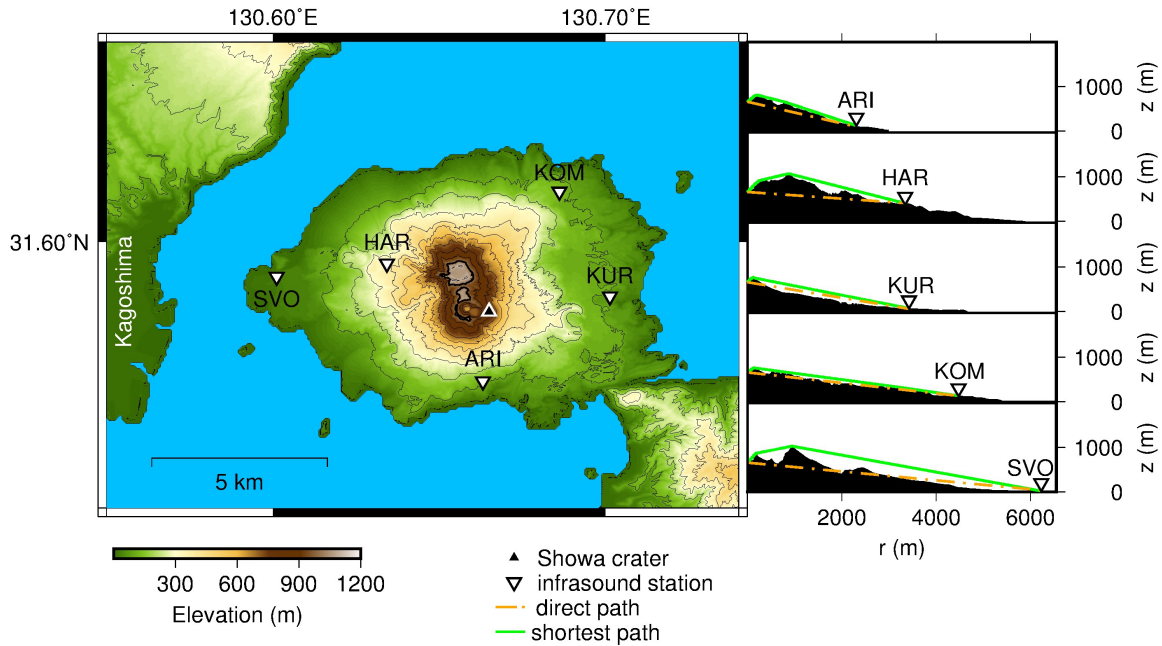 130.60°E 130.70°E
31.60°N
Kagoshima
KOM
HAR
SVO
KUR
ARI
5 km
ARI
1000
0
z (m)
HAR
1000
0
z (m)
KUR
1000
0
z (m)
KOM
1000
0
z (m)
SVO
1000
0
z (m)
2000 4000 6000
r (m)
300 600 900 1200
Elevation (m)
Showa crater
infrasound station
direct path
shortest path